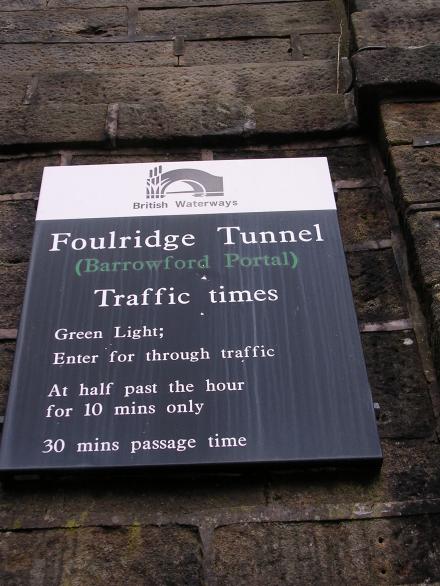 British Waterways
Foulridge Tunnel
(Barrowford Portal)
Traffic times
Green Light;
Enter for through traffic
At half past the hour
for 10 mins only
30 mins passage time